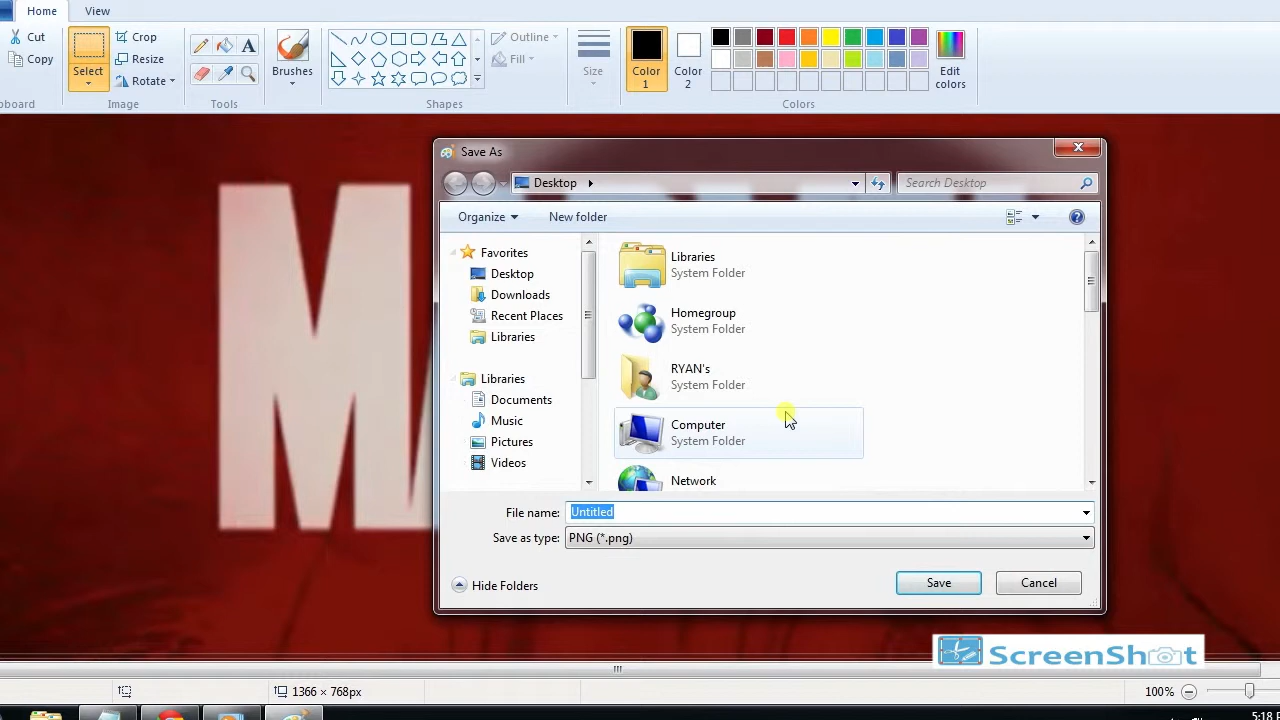 Home View
Cut
Copy
Select
Crop
Resize
Rotate
Brushes
Outline
Fill
Size
Color 1
Color 2
Edit colors
pboard
Image
Tools
Shapes
Colors
Save As
Desktop
Search Desktop
Organize
New folder
Favorites
Desktop
Downloads
Recent Places
Libraries
Libraries
Documents
Music
Pictures
Videos
Libraries
System Folder
Homegroup
System Folder
RYAN's
System Folder
Computer
System Folder
Network
File name: Untitled
Save as type: PNG (*.png)
Hide Folders
Save
Cancel
M
ScreenShot
1366 × 768px
100%
5:18